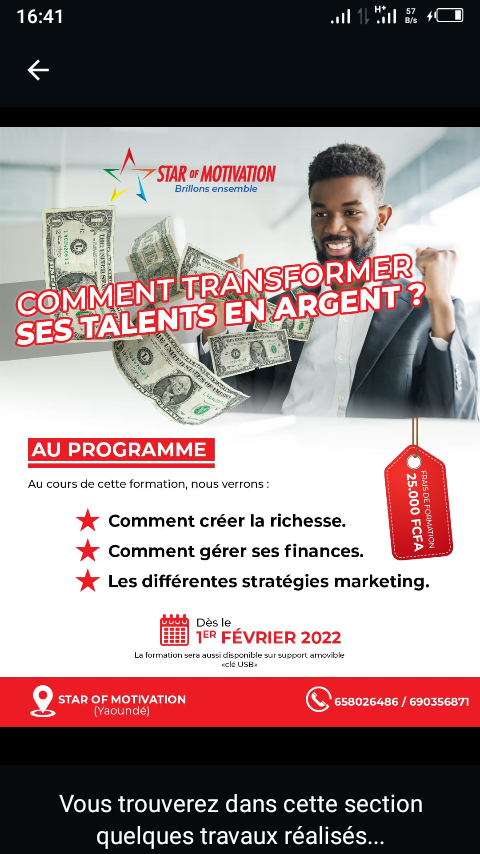 16:41
H+
57
B/s
STAR OF MOTIVATION
Brillons ensemble
COMMENT TRANSFORMER
SES TALENTS EN ARGENT ?
AU PROGRAMME
Au cours de cette formation, nous verrons :
Comment créer la richesse.
Comment gérer ses finances.
Les différentes stratégies marketing.
FRAIS DE FORMATION
25.000 FCFA
Dès le
1ER FÉVRIER 2022
La formation sera aussi disponible sur support amovible
«clé USB»
STAR OF MOTIVATION
(Yaoundé)
658026486 / 690356871
Vous trouverez dans cette section
quelques travaux réalisés...